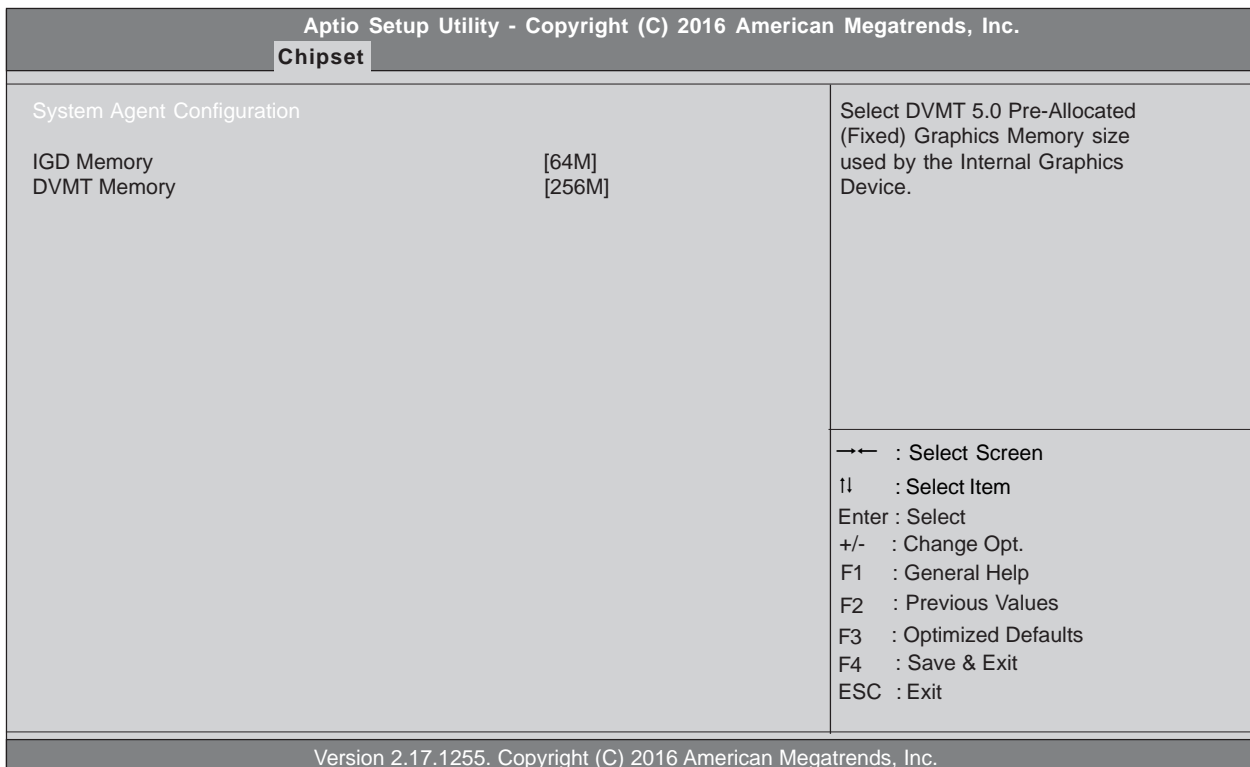 Aptio Setup Utility - Copyright (C) 2016 American Megatrends, Inc.
Chipset
System Agent Configuration
IGD Memory [64M]
DVMT Memory [256M]
Select DVMT 5.0 Pre-Allocated
(Fixed) Graphics Memory size
used by the Internal Graphics
Device.
→← : Select Screen
↑↓ : Select Item
Enter : Select
+/- : Change Opt.
F1 : General Help
F2 : Previous Values
F3 : Optimized Defaults
F4 : Save & Exit
ESC : Exit
Version 2.17.1255. Copyright (C) 2016 American Megatrends, Inc.